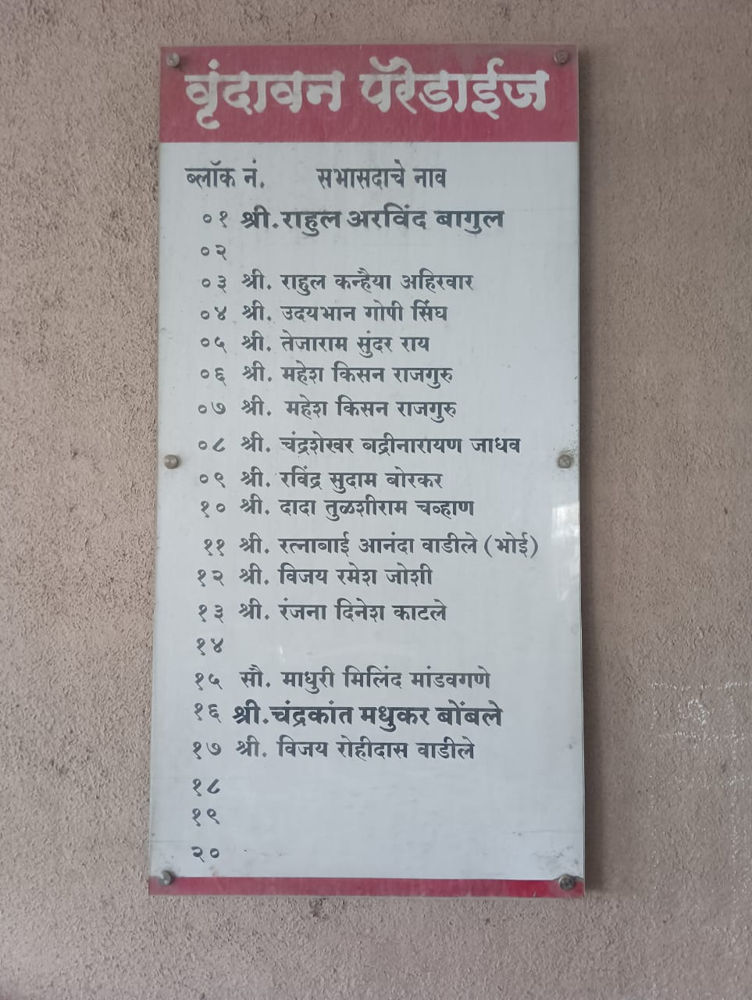 वृंदावन पॅरेडाईज
ब्लॉक नं. सभासदाचे नाव
०१ श्री. राहुल अरविंद बागुल
०२
०३ श्री. राहुल कन्हैया अहिरवार
०४ श्री. उदयभान गोपी सिंघ
०५ श्री. तेजाराम सुंदर राय
०६ श्री. महेश किसन राजगुरु
०७ श्री. महेश किसन राजगुरु
०८ श्री. चंद्रशेखर बद्रीनारायण जाधव
०९ श्री. रविंद्र सुदाम बोरकर
१० श्री. दादा तुळशीराम चव्हाण
११ श्री. रत्नाबाई आनंदा वाडीले (भोई)
१२ श्री. विजय रमेश जोशी
१३ श्री. रंजना दिनेश काटले
१४
१५ सौ. माधुरी मिलिंद मांडवगणे
१६ श्री. चंद्रकांत मधुकर बोंबले
१७ श्री. विजय रोहीदास वाडीले
१८
१९
२०